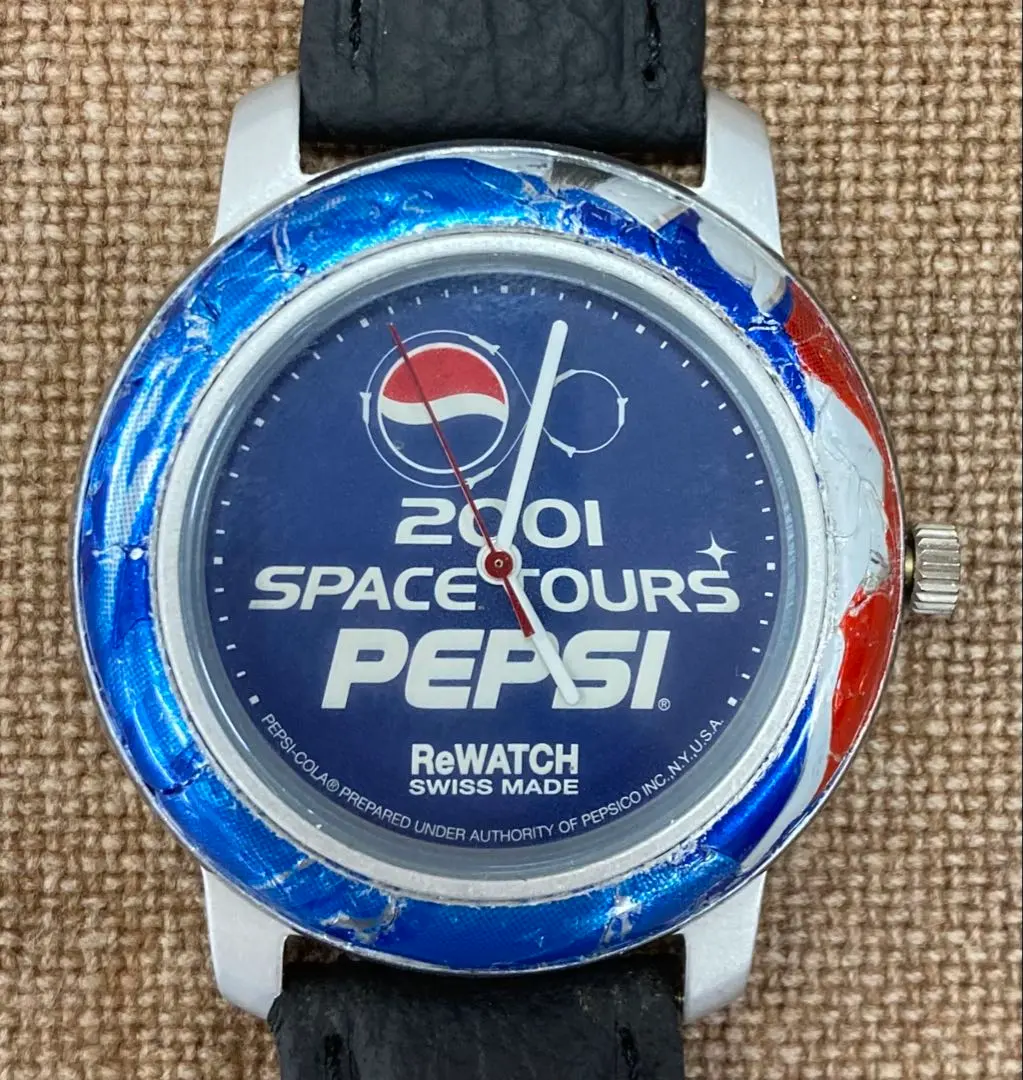 2001
SPACE TOURS
PEPSI®
ReWATCH
SWISS MADE
PEPSI-COLA® PREPARED UNDER AUTHORITY OF PEPSICO INC., N.Y., U.S.A.